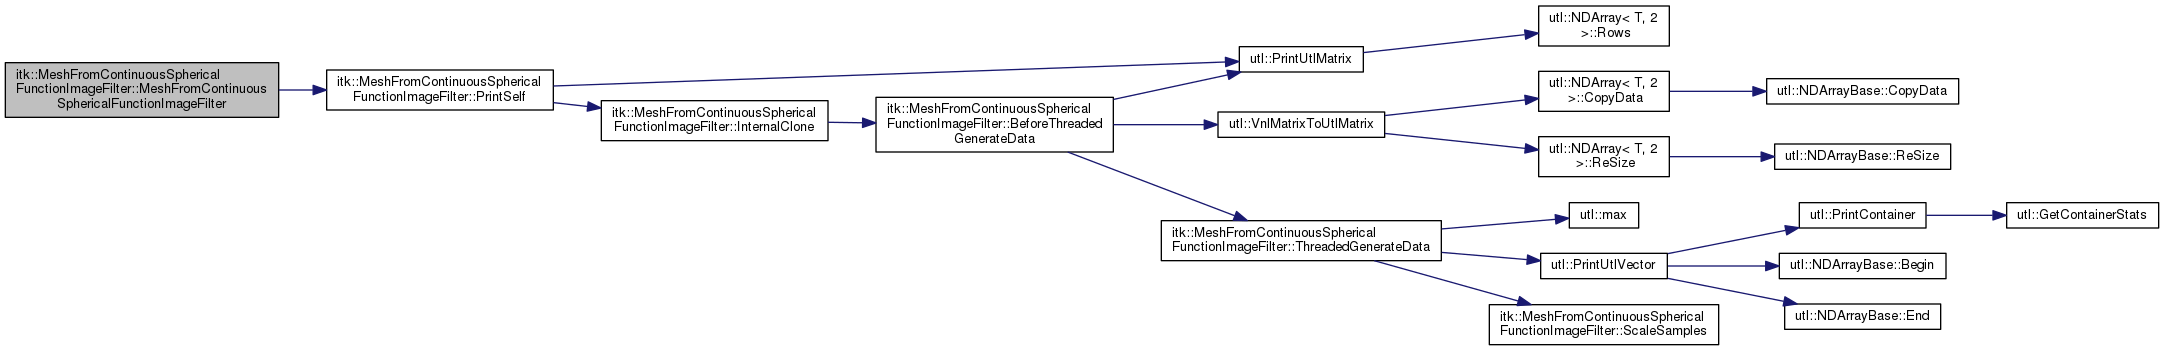 itk::MeshFromContinuousSpherical
FunctionImageFilter::MeshFromContinuous
SphericalFunctionImageFilter
itk::MeshFromContinuousSpherical
FunctionImageFilter::PrintSelf
itk::MeshFromContinuousSpherical
FunctionImageFilter::InternalClone
itk::MeshFromContinuousSpherical
FunctionImageFilter::BeforeThreaded
GenerateData
utl::PrintUtlMatrix
utl::VnlMatrixToUtlMatrix
itk::MeshFromContinuousSpherical
FunctionImageFilter::ThreadedGenerateData
utl::NDArray< T, 2
>::Rows
utl::NDArray< T, 2
>::CopyData
utl::NDArray< T, 2
>::ReSize
utl::max
utl::PrintUtlVector
itk::MeshFromContinuousSpherical
FunctionImageFilter::ScaleSamples
utl::NDArrayBase::CopyData
utl::NDArrayBase::ReSize
utl::PrintContainer
utl::NDArrayBase::Begin
utl::NDArrayBase::End
utl::GetContainerStats